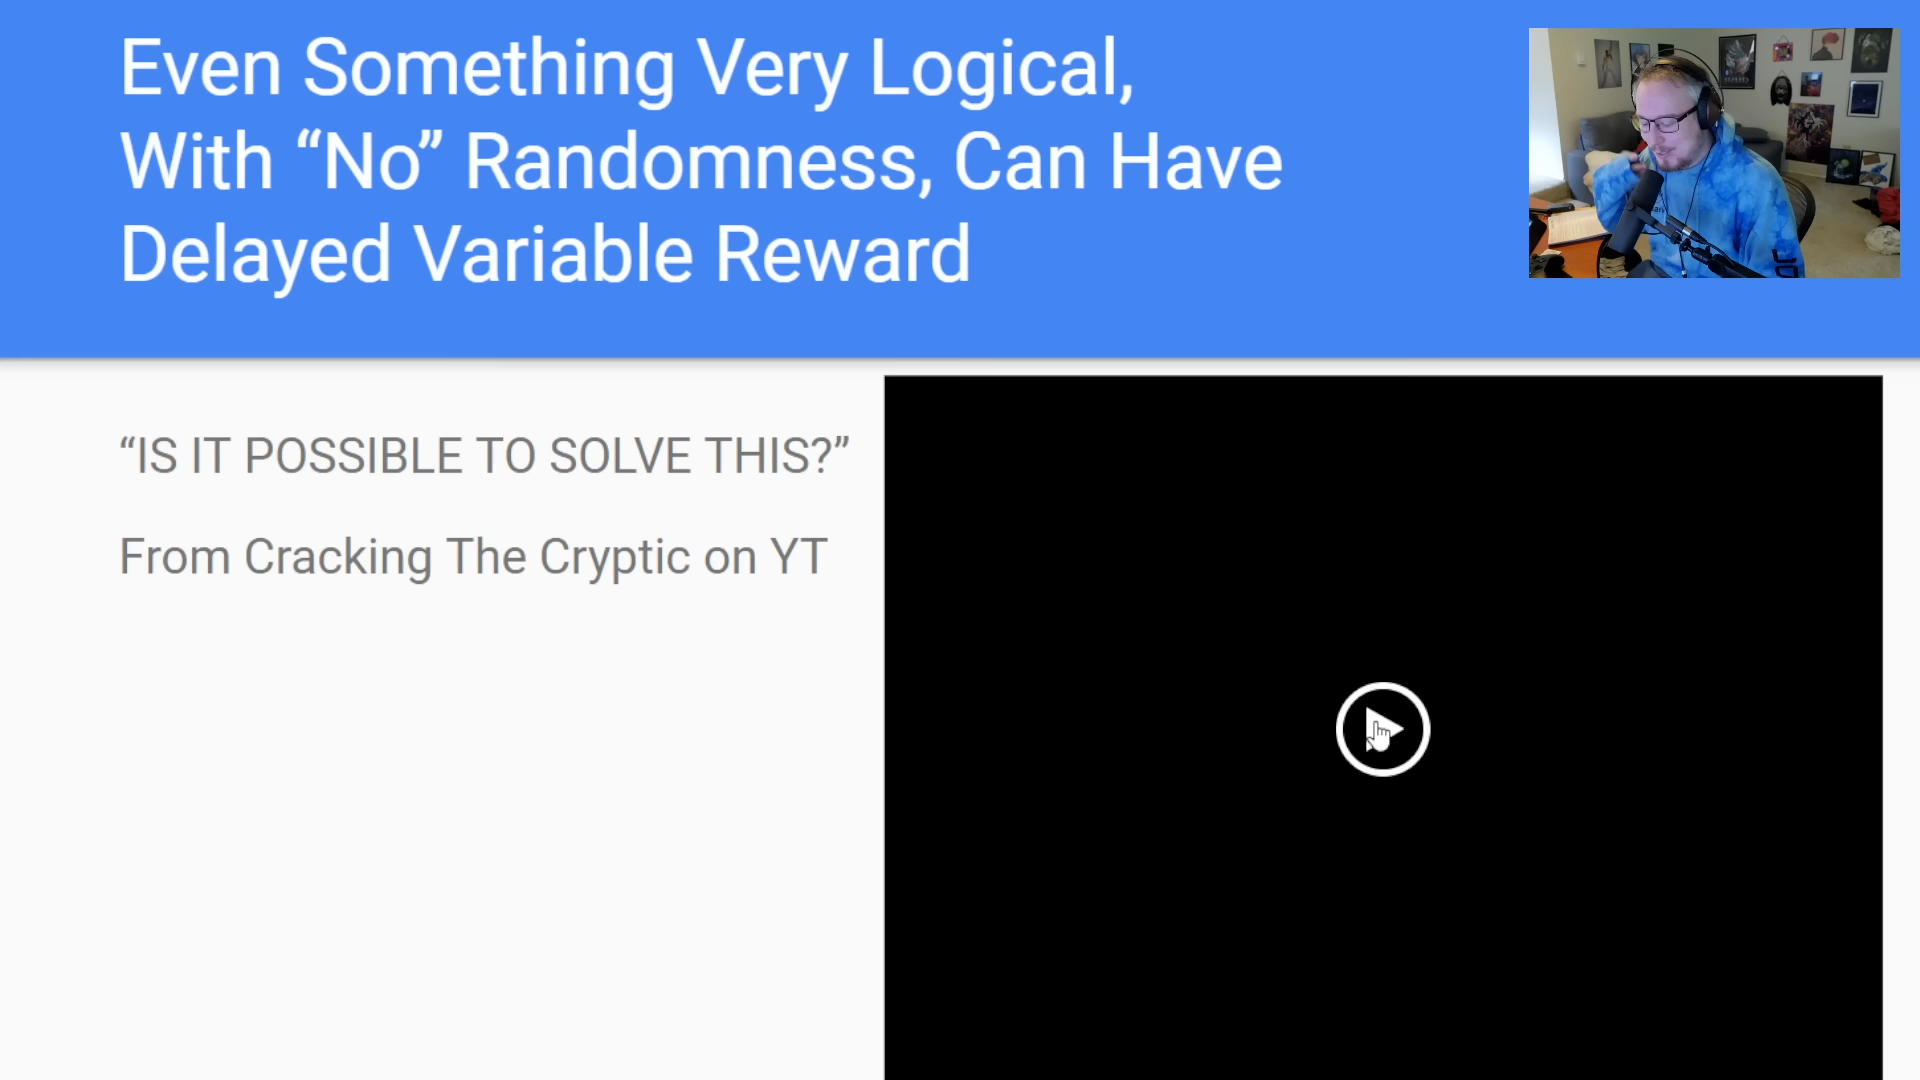 Even Something Very Logical,
With “No” Randomness, Can Have
Delayed Variable Reward
“IS IT POSSIBLE TO SOLVE THIS?”
From Cracking The Cryptic on YT